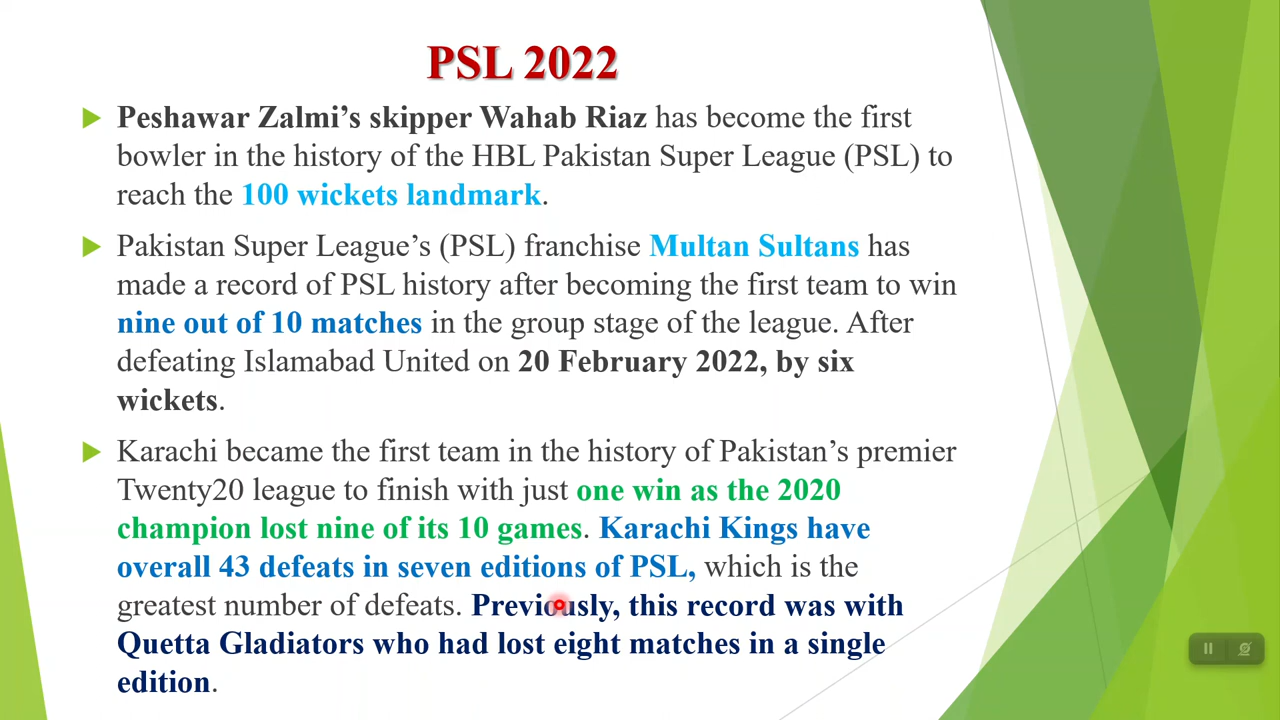 PSL 2022
Peshawar Zalmi’s skipper Wahab Riaz has become the first
bowler in the history of the HBL Pakistan Super League (PSL) to
reach the 100 wickets landmark.
Pakistan Super League’s (PSL) franchise Multan Sultans has
made a record of PSL history after becoming the first team to win
nine out of 10 matches in the group stage of the league. After
defeating Islamabad United on 20 February 2022, by six
wickets.
Karachi became the first team in the history of Pakistan’s premier
Twenty20 league to finish with just one win as the 2020
champion lost nine of its 10 games. Karachi Kings have
overall 43 defeats in seven editions of PSL, which is the
greatest number of defeats. Previously, this record was with
Quetta Gladiators who had lost eight matches in a single
edition.